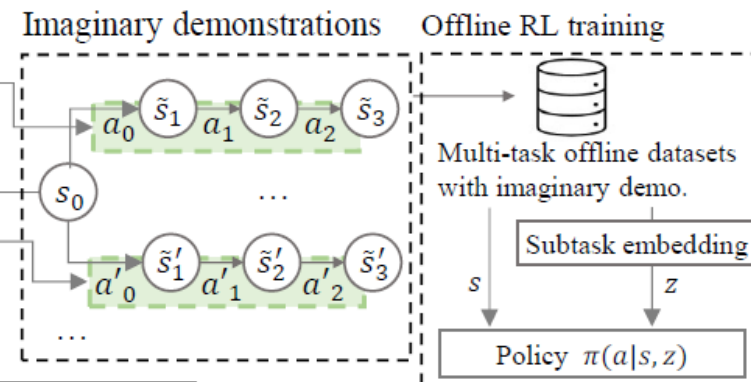 Imaginary demonstrations
s̃₁ s̃₂ s̃₃
a₀ a₁ a₂
s₀
...
s̃′₁ s̃′₂ s̃′₃
a′₀ a′₁ a′₂
...
Offline RL training
Multi-task offline datasets
with imaginary demo.
Subtask embedding
s z
Policy π(a|s, z)